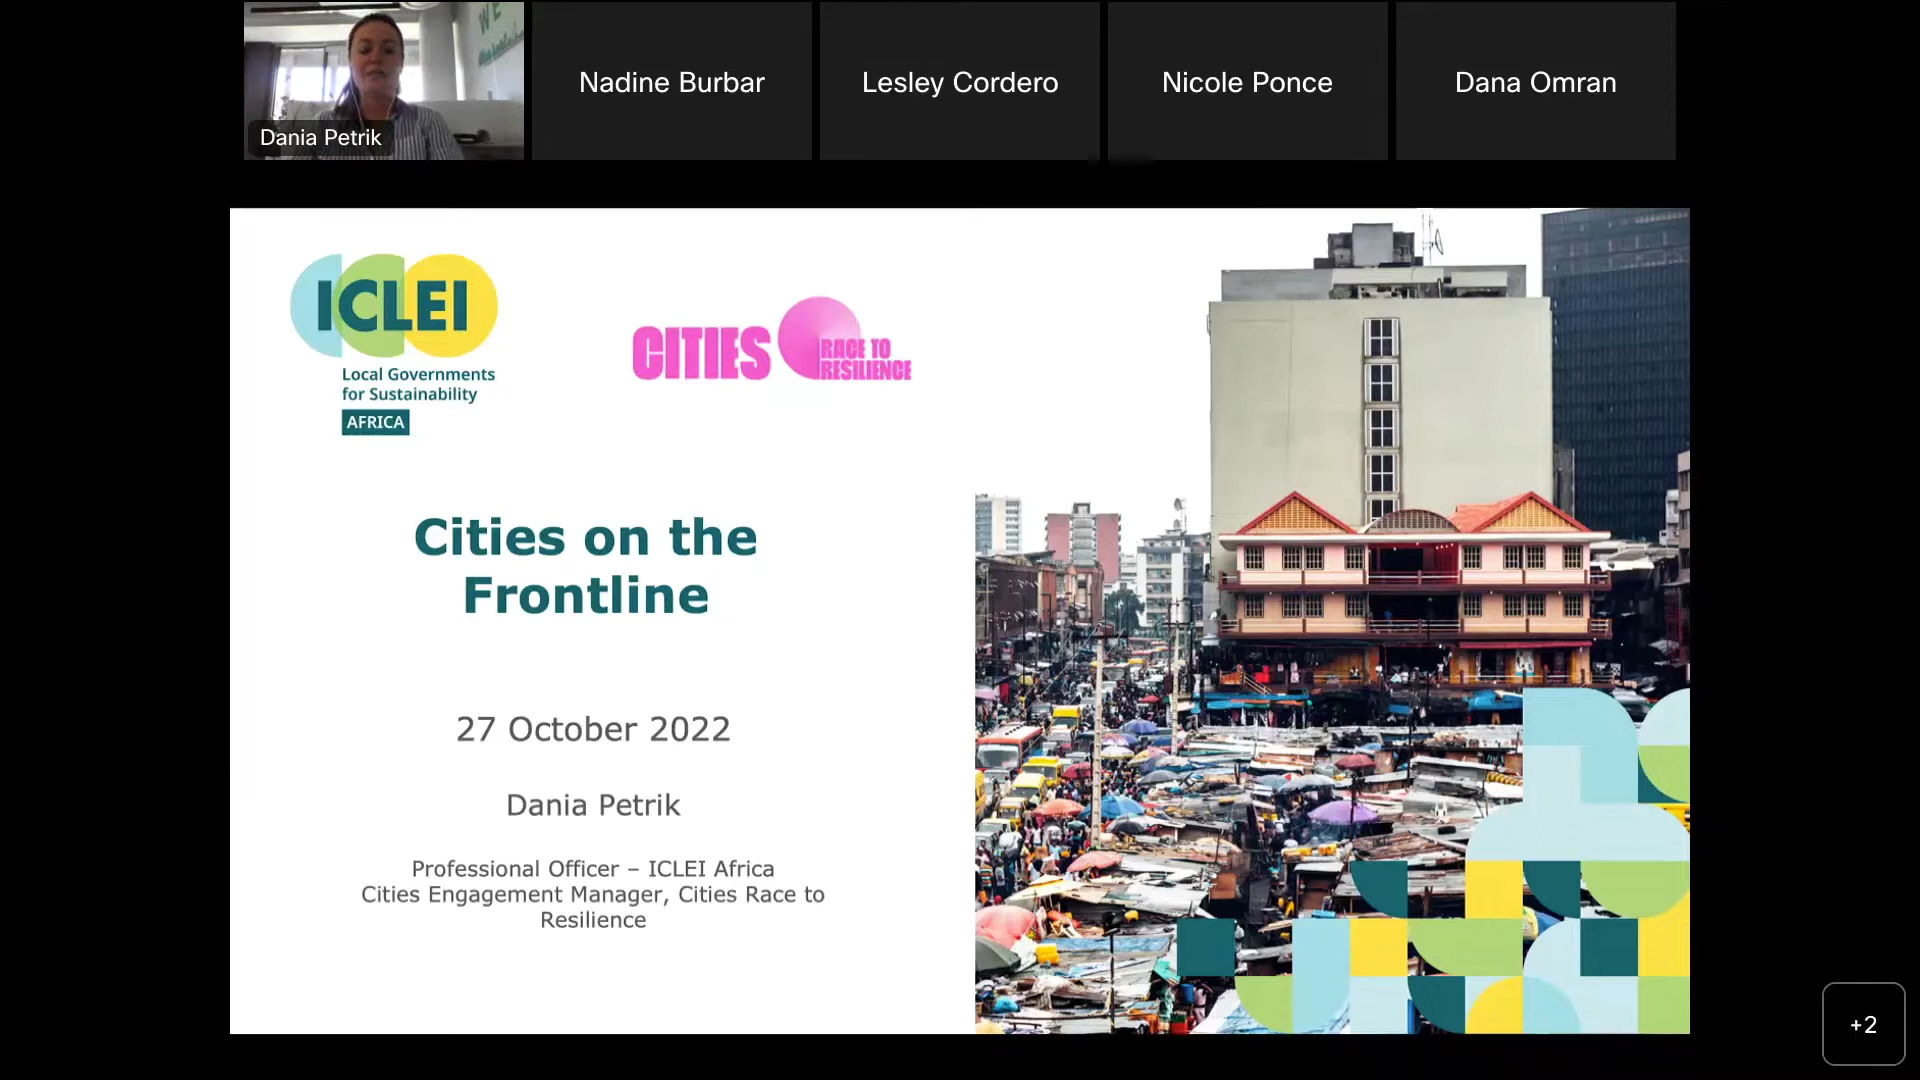 Dania Petrik
Nadine Burbar
Lesley Cordero
Nicole Ponce
Dana Omran
ICLEI
Local Governments
for Sustainability
AFRICA
CITIES
RACE TO
RESILIENCE
Cities on the
Frontline
27 October 2022
Dania Petrik
Professional Officer – ICLEI Africa
Cities Engagement Manager, Cities Race to
Resilience
+2